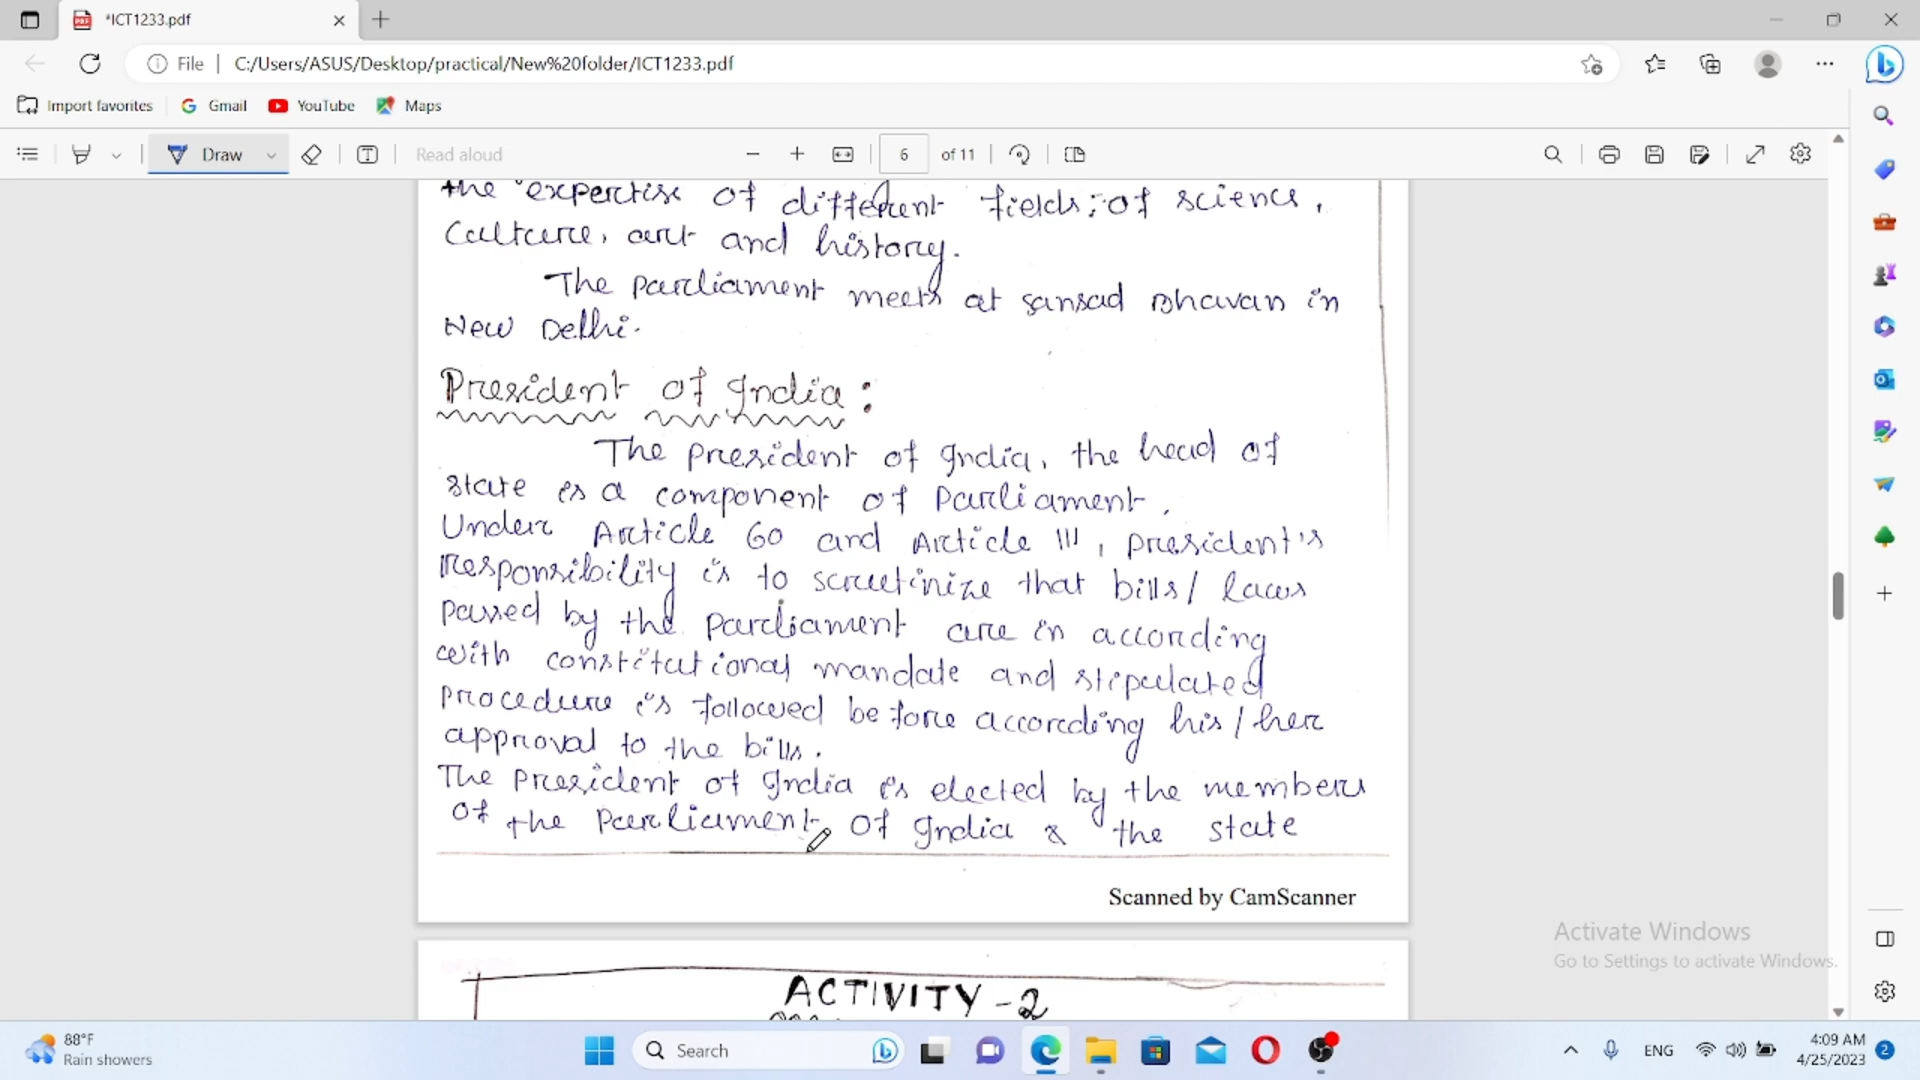 *ICT1233.pdf
File | C:/Users/ASUS/Desktop/practical/New%20folder/ICT1233.pdf
Import favorites Gmail YouTube Maps
Draw Read aloud 6 of 11
the expertise of different fields; of science,
Culture, art and history.
The Parliament meets at Sansad Bhavan in
New Delhi.
President of India :
The President of India, the head of
state is a component of Parliament.
Under Article 60 and Article 111, president's
responsibility is to scrutinize that bills/ laws
passed by the Parliament are in according
with constitutional mandate and stipulated
procedure is followed before according his/her
approval to the bills.
The President of India is elected by the members
of the Parliament of India & the state
Scanned by CamScanner
ACTIVITY -2
Activate Windows
Go to Settings to activate Windows.
88°F
Rain showers
Search
ENG
4:09 AM
4/25/2023
2